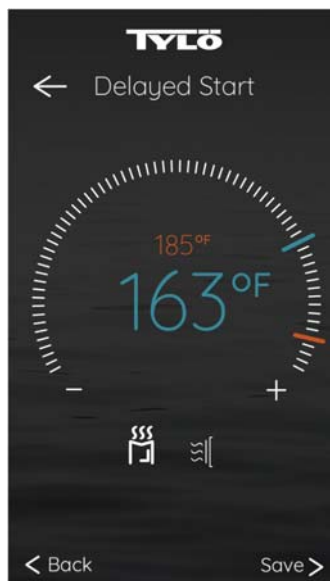 TYLÖ
Delayed Start
185°F
163°F
- +
< Back Save >